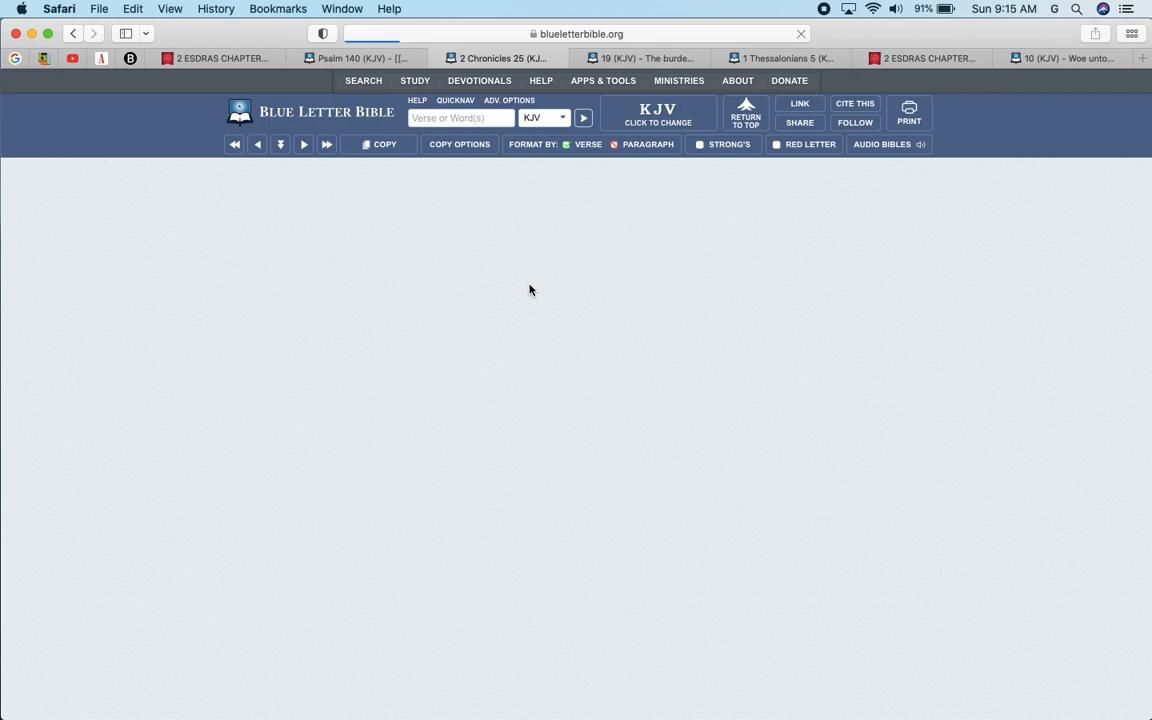 Safari File Edit View History Bookmarks Window Help 91% Sun 9:15 AM G
blueletterbible.org
G A B 2 ESDRAS CHAPTER... Psalm 140 (KJV) - [[... 2 Chronicles 25 (KJ... 19 (KJV) - The burde... 1 Thessalonians 5 (K... 2 ESDRAS CHAPTER... 10 (KJV) - Woe unto...
SEARCH STUDY DEVOTIONALS HELP APPS & TOOLS MINISTRIES ABOUT DONATE
HELP QUICKNAV ADV. OPTIONS
BLUE LETTER BIBLE
Verse or Word(s) KJV
KJV
CLICK TO CHANGE
RETURN
TO TOP
LINK CITE THIS
SHARE FOLLOW
PRINT
COPY COPY OPTIONS FORMAT BY: VERSE PARAGRAPH STRONG'S RED LETTER AUDIO BIBLES